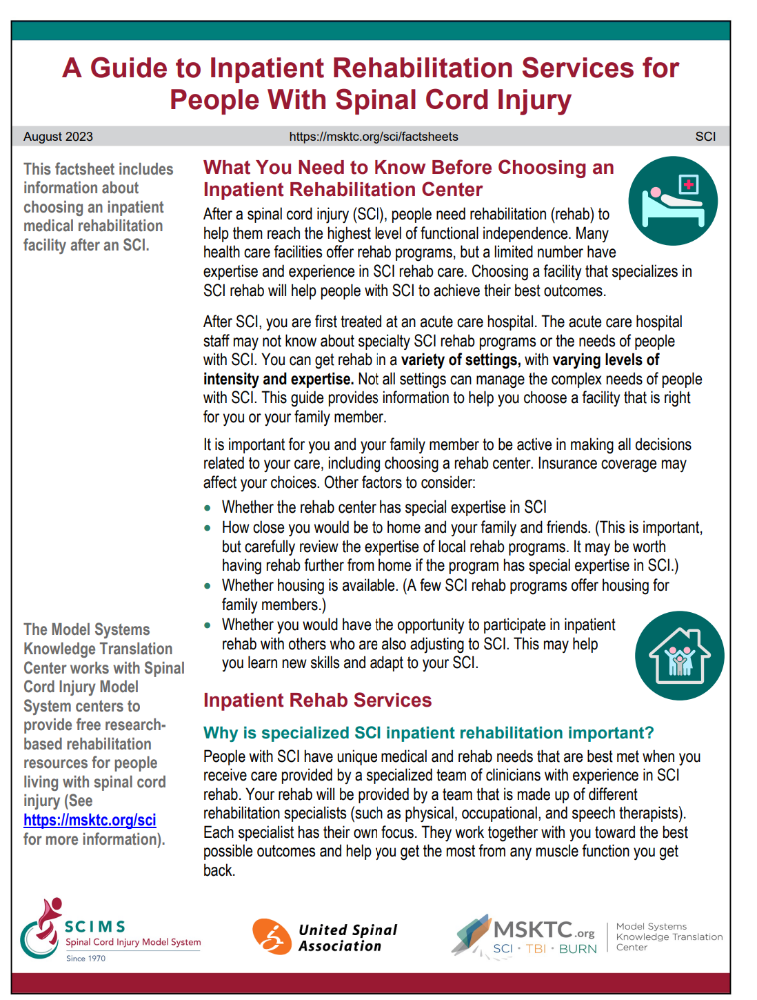 A Guide to Inpatient Rehabilitation Services for
People With Spinal Cord Injury
August 2023 https://msktc.org/sci/factsheets SCI
This factsheet includes
information about
choosing an inpatient
medical rehabilitation
facility after an SCI.
The Model Systems
Knowledge Translation
Center works with Spinal
Cord Injury Model
System centers to
provide free research-
based rehabilitation
resources for people
living with spinal cord
injury (See
https://msktc.org/sci
for more information).
What You Need to Know Before Choosing an
Inpatient Rehabilitation Center
After a spinal cord injury (SCI), people need rehabilitation (rehab) to
help them reach the highest level of functional independence. Many
health care facilities offer rehab programs, but a limited number have
expertise and experience in SCI rehab care. Choosing a facility that specializes in
SCI rehab will help people with SCI to achieve their best outcomes.
After SCI, you are first treated at an acute care hospital. The acute care hospital
staff may not know about specialty SCI rehab programs or the needs of people
with SCI. You can get rehab in a variety of settings, with varying levels of
intensity and expertise. Not all settings can manage the complex needs of people
with SCI. This guide provides information to help you choose a facility that is right
for you or your family member.
It is important for you and your family member to be active in making all decisions
related to your care, including choosing a rehab center. Insurance coverage may
affect your choices. Other factors to consider:
• Whether the rehab center has special expertise in SCI
• How close you would be to home and your family and friends. (This is important,
but carefully review the expertise of local rehab programs. It may be worth
having rehab further from home if the program has special expertise in SCI.)
• Whether housing is available. (A few SCI rehab programs offer housing for
family members.)
• Whether you would have the opportunity to participate in inpatient
rehab with others who are also adjusting to SCI. This may help
you learn new skills and adapt to your SCI.
Inpatient Rehab Services
Why is specialized SCI inpatient rehabilitation important?
People with SCI have unique medical and rehab needs that are best met when you
receive care provided by a specialized team of clinicians with experience in SCI
rehab. Your rehab will be provided by a team that is made up of different
rehabilitation specialists (such as physical, occupational, and speech therapists).
Each specialist has their own focus. They work together with you toward the best
possible outcomes and help you get the most from any muscle function you get
back.
SCIMS
Spinal Cord Injury Model System
Since 1970
United Spinal
Association
MSKTC.org
SCI · TBI · BURN
Model Systems
Knowledge Translation
Center